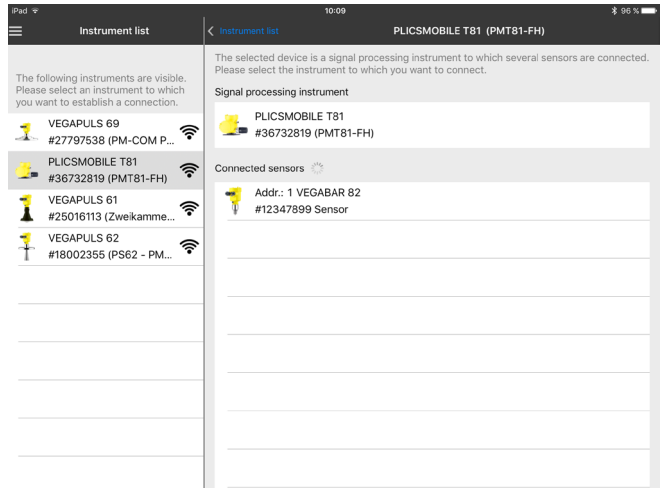 iPad
10:09
96 %
Instrument list
Instrument list
PLICSMOBILE T81 (PMT81-FH)
The following instruments are visible.
Please select an instrument to which
you want to establish a connection.
VEGAPULS 69
#27797538 (PM-COM P...
PLICSMOBILE T81
#36732819 (PMT81-FH)
VEGAPULS 61
#25016113 (Zweikamme...
VEGAPULS 62
#18002355 (PS62 - PM...
The selected device is a signal processing instrument to which several sensors are connected.
Please select the instrument to which you want to connect.
Signal processing instrument
PLICSMOBILE T81
#36732819 (PMT81-FH)
Connected sensors
Addr.: 1 VEGABAR 82
#12347899 Sensor